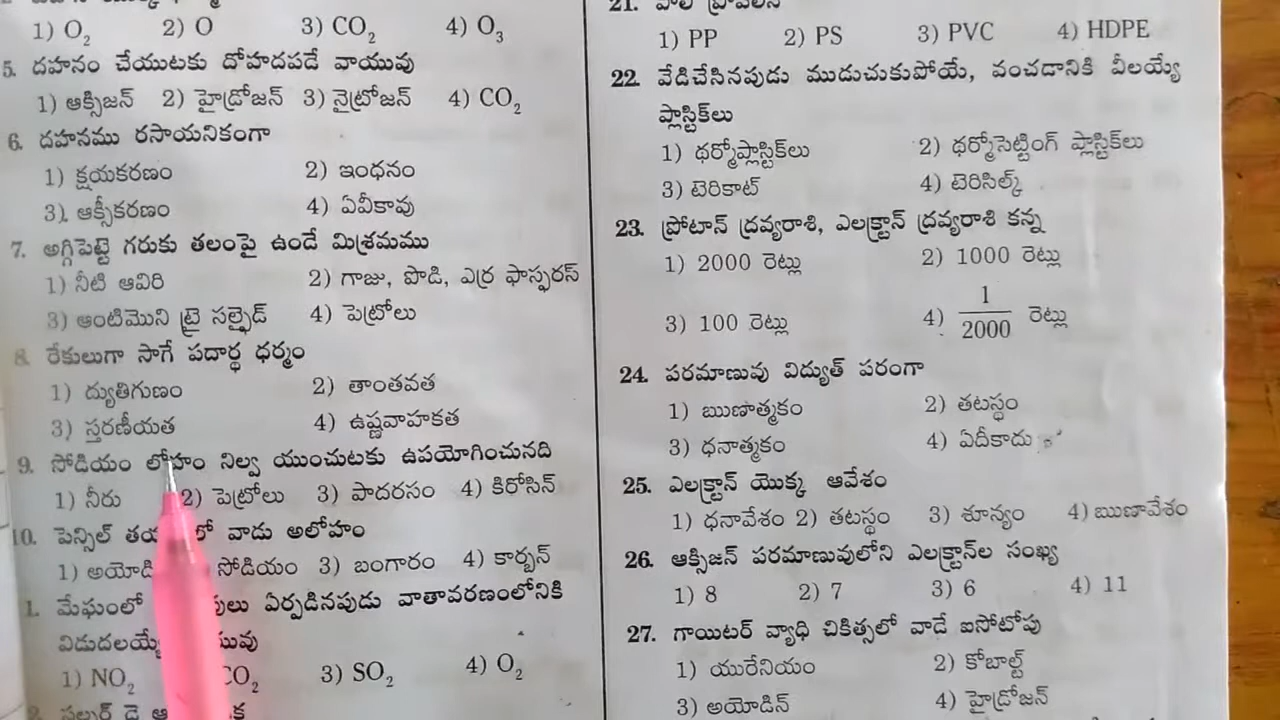 1) O₂ 2) O 3) CO₂ 4) O₃
5. దహనం చేయుటకు దోహదపడే వాయువు
1) ఆక్సిజన్ 2) హైడ్రోజన్ 3) నైట్రోజన్ 4) CO₂
6. దహనము రసాయనికంగా
1) క్షయకరణం 2) ఇంధనం
3) ఆక్సీకరణం 4) ఏవీకావు
7. అగ్గిపెట్టె గరుకు తలంపై ఉండే మిశ్రమము
1) నీటి ఆవిరి 2) గాజు, పొడి, ఎర్ర ఫాస్ఫరస్
3) ఆంటిమొని ట్రై సల్ఫైడ్ 4) పెట్రోలు
8. రేకులుగా సాగే పదార్థ ధర్మం
1) ద్యుతిగుణం 2) తాంతవత
3) స్తరణీయత 4) ఉష్ణవాహకత
9. సోడియం లోహం నిల్వ యుంచుటకు ఉపయోగించునది
1) నీరు 2) పెట్రోలు 3) పాదరసం 4) కిరోసిన్
10. పెన్సిల్ వాడు అలోహం
1) సోడియం 3) బంగారం 4) కార్బన్
1. మేఘంలో ఏర్పడినపుడు వాతావరణంలోనికి
1) NO₂ CO₂ 3) SO₂ 4) O₂
21.
1) PP 2) PS 3) PVC 4) HDPE
22. వేడిచేసినపుడు ముడుచుకుపోయే, వంచడానికి వీలయ్యే
ప్లాస్టిక్‌లు
1) థర్మోప్లాస్టిక్‌లు 2) థర్మోసెట్టింగ్ ప్లాస్టిక్‌లు
3) టెరికాట్ 4) టెరిసిల్క్
23. ప్రోటాన్ ద్రవ్యరాశి, ఎలక్ట్రాన్ ద్రవ్యరాశి కన్న
1) 2000 రెట్లు 2) 1000 రెట్లు
3) 100 రెట్లు 4) 1/2000 రెట్లు
24. పరమాణువు విద్యుత్ పరంగా
1) ఋణాత్మకం 2) తటస్థం
3) ధనాత్మకం 4) ఏదీకాదు
25. ఎలక్ట్రాన్ యొక్క ఆవేశం
1) ధనావేశం 2) తటస్థం 3) శూన్యం 4) ఋణావేశం
26. ఆక్సిజన్ పరమాణువులోని ఎలక్ట్రాన్‌ల సంఖ్య
1) 8 2) 7 3) 6 4) 11
27. గాయిటర్ వ్యాధి చికిత్సలో వాడే ఐసోటోపు
1) యురేనియం 2) కోబాల్ట్
3) అయోడిన్ 4) హైడ్రోజన్